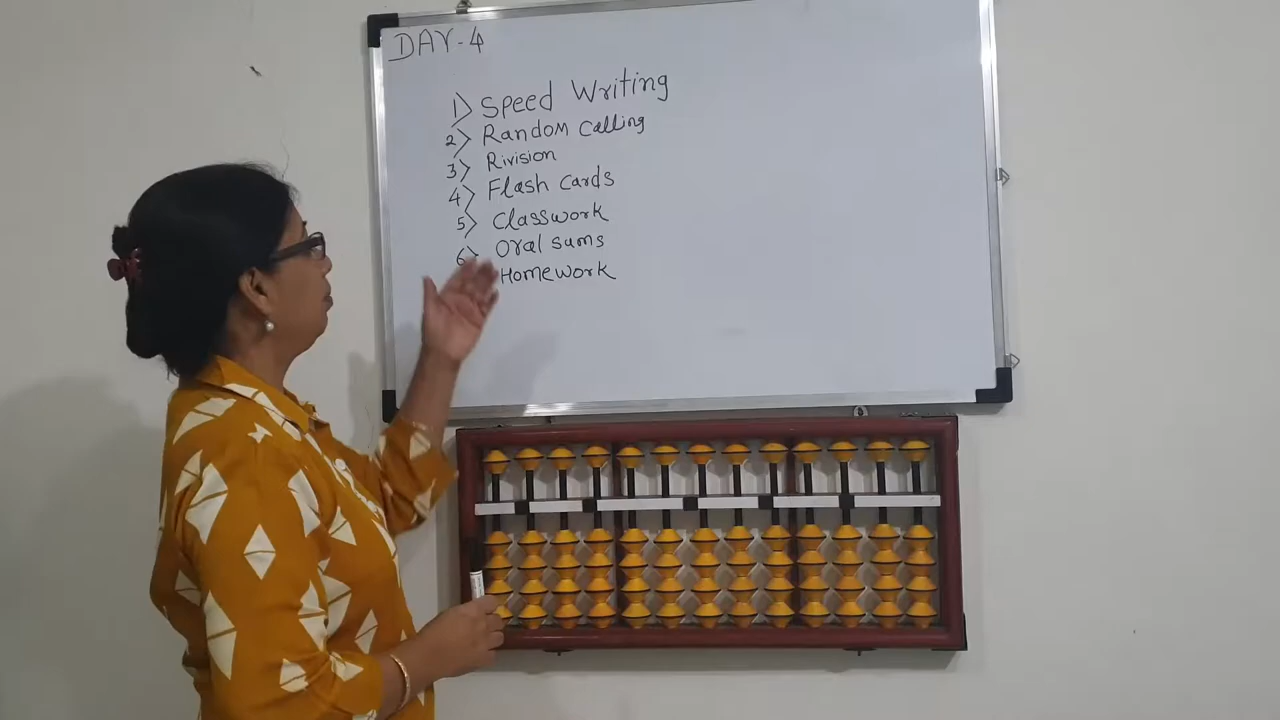 DAY-4
1> Speed Writing
2> Random Calling
3> Rivision
4> Flash Cards
5> Classwork
6> Oral sums
Homework